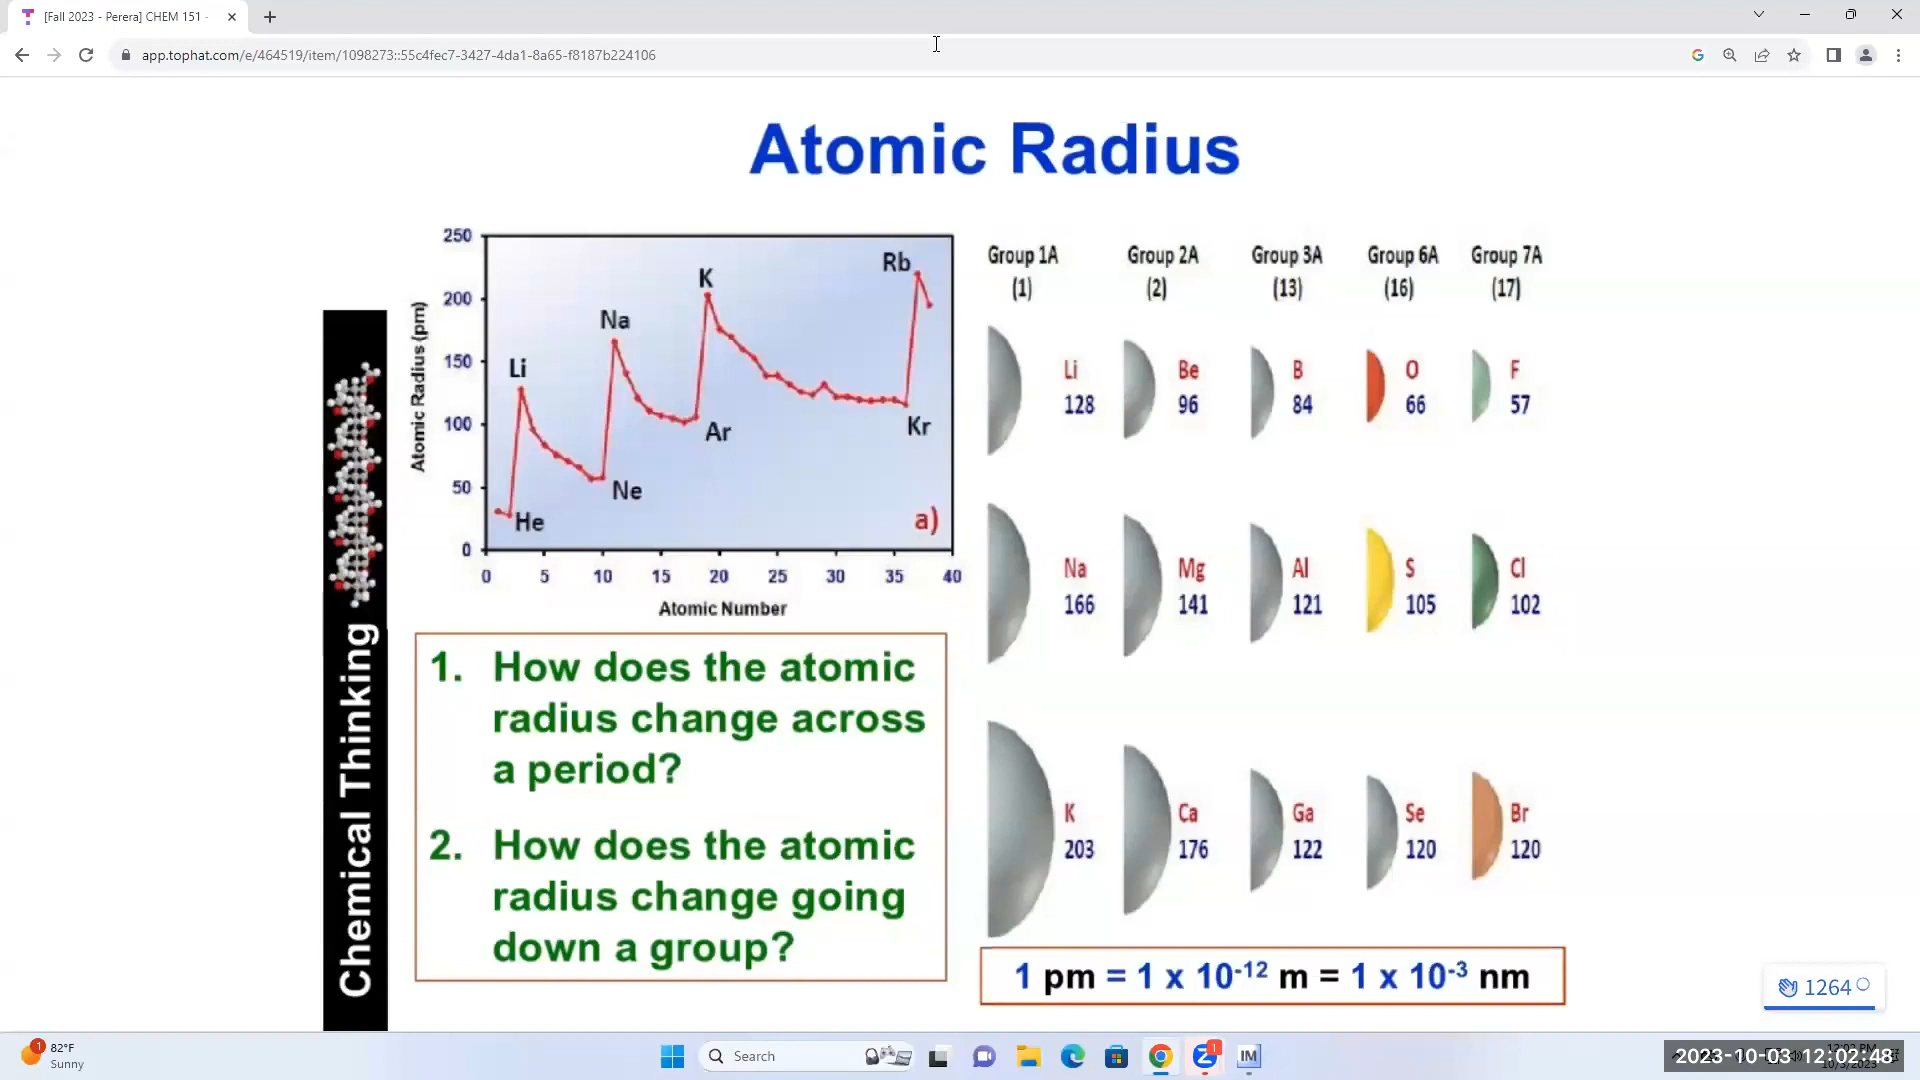 [Fall 2023 - Perera] CHEM 151 -
app.tophat.com/e/464519/item/1098273::55c4fec7-3427-4da1-8a65-f8187b224106
Atomic Radius
Chemical Thinking
Atomic Radius (pm)
250
200
150
100
50
0
0 5 10 15 20 25 30 35 40
Atomic Number
He
Li
Ne
Na
Ar
K
Kr
Rb
a)
Group 1A Group 2A Group 3A Group 6A Group 7A
(1) (2) (13) (16) (17)
Li Be B O F
128 96 84 66 57
Na Mg Al S Cl
166 141 121 105 102
K Ca Ga Se Br
203 176 122 120 120
1. How does the atomic
radius change across
a period?
2. How does the atomic
radius change going
down a group?
1 pm = 1 x 10⁻¹² m = 1 x 10⁻³ nm
1264
1
82°F
Sunny
Search
1
IM
2023-10-03 12:02:48